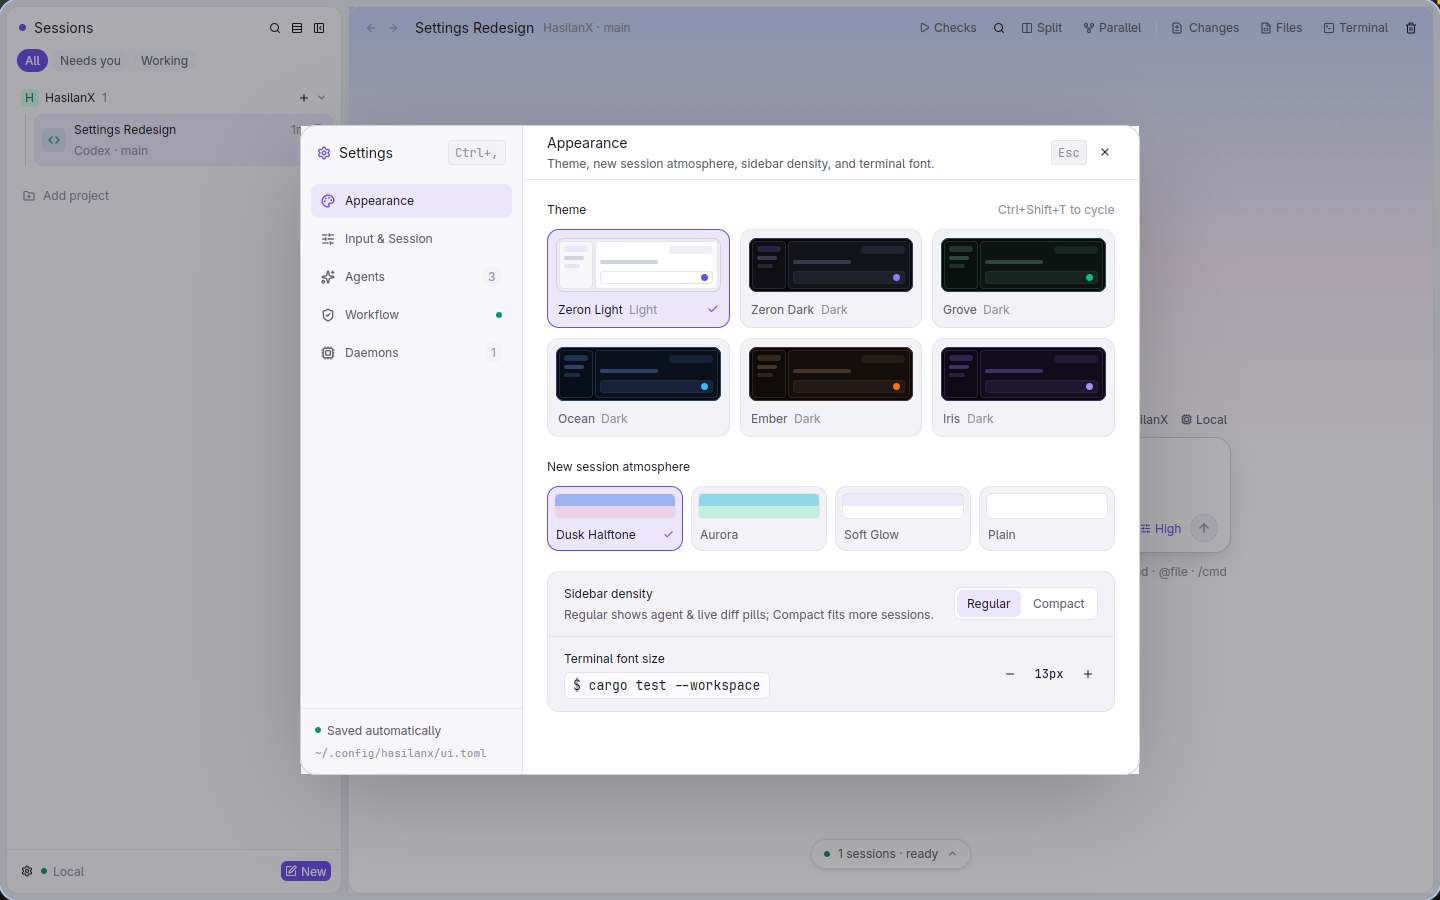 Sessions
All
Needs you
Working
H
HasilanX 1
Settings Redesign
Codex · main
Add project
Local
New
Settings Redesign
HasilanX · main
Checks
Split
Parallel
Changes
Files
Terminal
Settings
Ctrl+,
Appearance
Input & Session
Agents
3
Workflow
Daemons
1
Saved automatically
~/.config/hasilanx/ui.toml
Appearance
Theme, new session atmosphere, sidebar density, and terminal font.
Esc
Theme
Ctrl+Shift+T to cycle
Zeron Light Light
Zeron Dark Dark
Grove Dark
Ocean Dark
Ember Dark
Iris Dark
New session atmosphere
Dusk Halftone
Aurora
Soft Glow
Plain
Sidebar density
Regular shows agent & live diff pills; Compact fits more sessions.
Regular
Compact
Terminal font size
$ cargo test --workspace
13px
Local
High
· @file · /cmd
1 sessions · ready